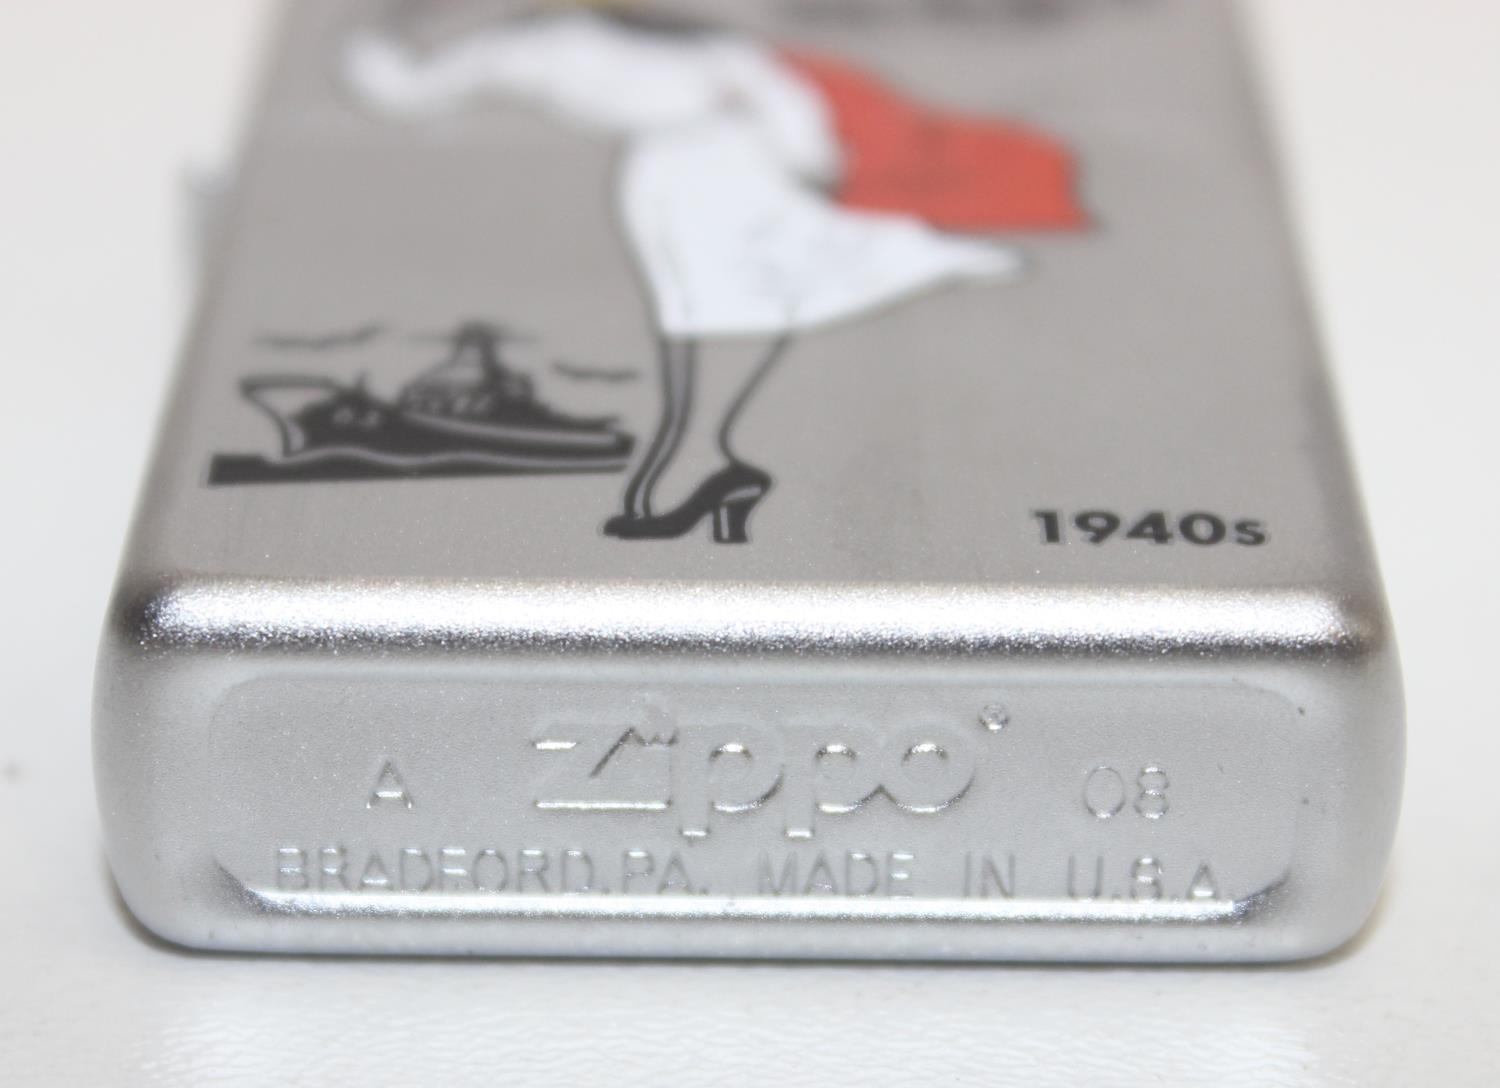 1940s
A Zippo® 08
BRADFORD, PA. MADE IN U.S.A.